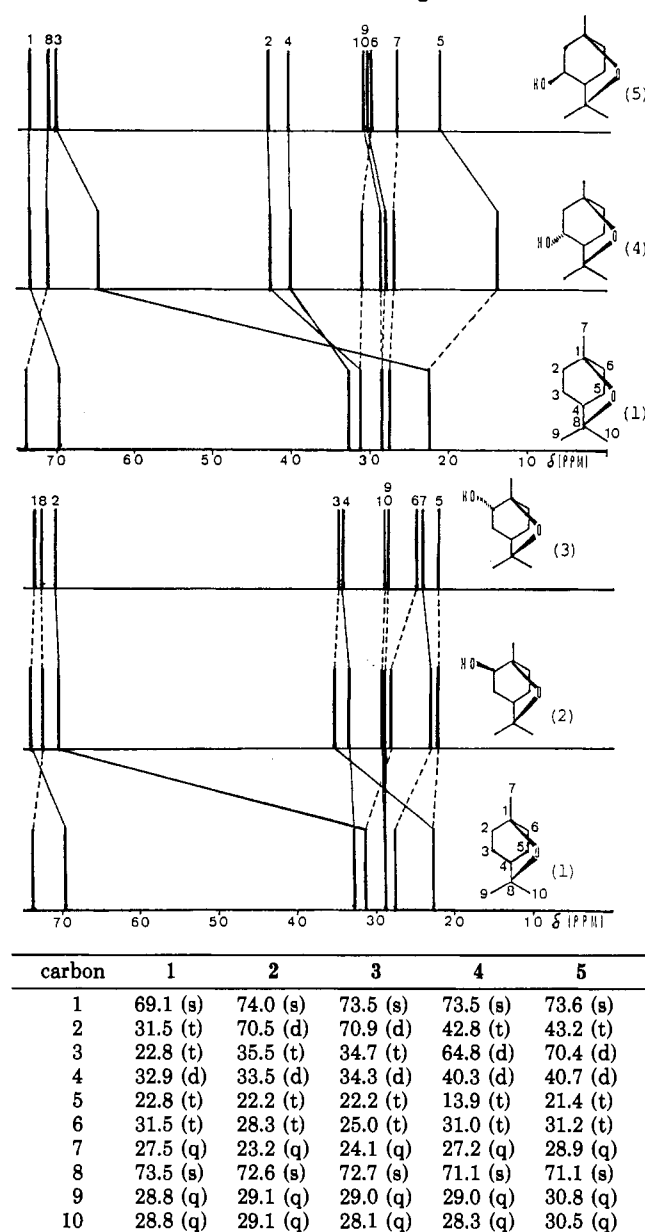 1 83 2 4 9 10 6 7 5
HO O (5)
HO O (4)
7
1
2 6
3 5 O (1)
4
8
9 10
70 60 50 40 30 20 10 δ [PPM]
18 2 34 9 10 67 5
HO O (3)
HO O (2)
7
1
2 6
3 5 O (1)
4
9 8 10
70 60 50 40 30 20 10 δ [PPM]
carbon 1 2 3 4 5
1 69.1 (s) 74.0 (s) 73.5 (s) 73.5 (s) 73.6 (s)
2 31.5 (t) 70.5 (d) 70.9 (d) 42.8 (t) 43.2 (t)
3 22.8 (t) 35.5 (t) 34.7 (t) 64.8 (d) 70.4 (d)
4 32.9 (d) 33.5 (d) 34.3 (d) 40.3 (d) 40.7 (d)
5 22.8 (t) 22.2 (t) 22.2 (t) 13.9 (t) 21.4 (t)
6 31.5 (t) 28.3 (t) 25.0 (t) 31.0 (t) 31.2 (t)
7 27.5 (q) 23.2 (q) 24.1 (q) 27.2 (q) 28.9 (q)
8 73.5 (s) 72.6 (s) 72.7 (s) 71.1 (s) 71.1 (s)
9 28.8 (q) 29.1 (q) 29.0 (q) 29.0 (q) 30.8 (q)
10 28.8 (q) 29.1 (q) 28.1 (q) 28.3 (q) 30.5 (q)